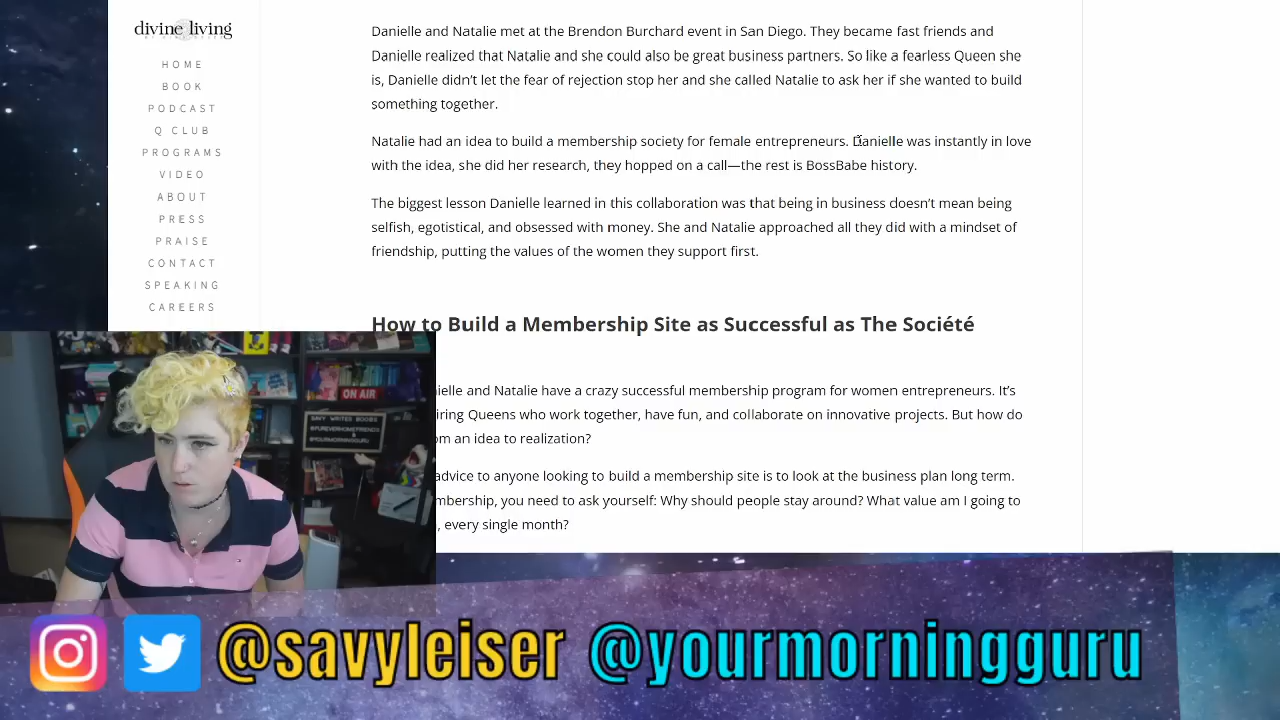 divine living
HOME
BOOK
PODCAST
Q CLUB
PROGRAMS
VIDEO
ABOUT
PRESS
PRAISE
CONTACT
SPEAKING
CAREERS
Danielle and Natalie met at the Brendon Burchard event in San Diego. They became fast friends and
Danielle realized that Natalie and she could also be great business partners. So like a fearless Queen she
is, Danielle didn't let the fear of rejection stop her and she called Natalie to ask her if she wanted to build
something together.
Natalie had an idea to build a membership society for female entrepreneurs. Danielle was instantly in love
with the idea, she did her research, they hopped on a call—the rest is BossBabe history.
The biggest lesson Danielle learned in this collaboration was that being in business doesn't mean being
selfish, egotistical, and obsessed with money. She and Natalie approached all they did with a mindset of
friendship, putting the values of the women they support first.
How to Build a Membership Site as Successful as The Société
nielle and Natalie have a crazy successful membership program for women entrepreneurs. It's
iring Queens who work together, have fun, and collaborate on innovative projects. But how do
om an idea to realization?
advice to anyone looking to build a membership site is to look at the business plan long term.
mbership, you need to ask yourself: Why should people stay around? What value am I going to
, every single month?
ON AIR
SAVY WRITES BOOKS
@FUREVERHOMEFRIENDS
@YOURMORNINGGURU
@savyleiser @yourmorningguru